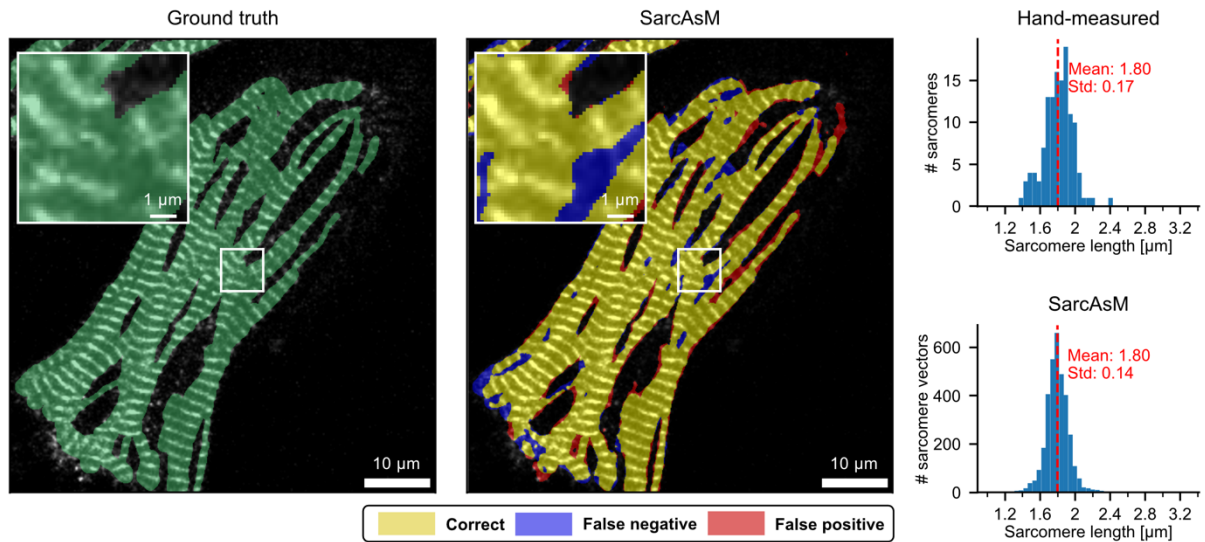 Ground truth
1 µm
10 µm
SarcAsM
1 µm
10 µm
Correct
False negative
False positive
Hand-measured
# sarcomeres
15
10
5
0
Mean: 1.80
Std: 0.17
1.2 1.6 2 2.4 2.8 3.2
Sarcomere length [µm]
SarcAsM
# sarcomere vectors
600
400
200
0
Mean: 1.80
Std: 0.14
1.2 1.6 2 2.4 2.8 3.2
Sarcomere length [µm]